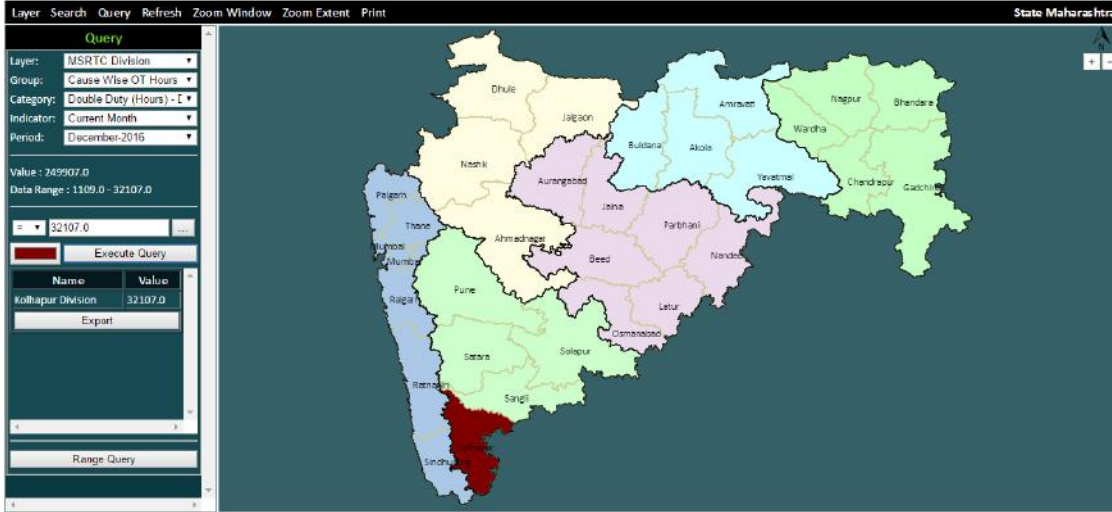 Layer Search Query Refresh Zoom Window Zoom Extent Print State Maharashtra
Query
Layer: MSRTC Division
Group: Cause Wise OT Hours
Category: Double Duty (Hours) - D
Indicator: Current Month
Period: December-2016
Value : 249907.0
Data Range : 1109.0 - 32107.0
= 32107.0 ...
Execute Query
Name Value
Kolhapur Division 32107.0
Export
Range Query
N
+ -
Dhule
Jalgaon
Nashik
Buldana
Akola
Amravati
Yavatmal
Wardha
Nagpur
Bhandara
Chandrapur
Gadchiro
Aurangabad
Jalna
Parbhani
Nanded
Palgarh
Thane
Mumbai
Mumba
Ahmadnagar
Beed
Raigarh
Pune
Latur
Osmanabad
Satara
Solapur
Ratnagiri
Sangli
Sindhudurg